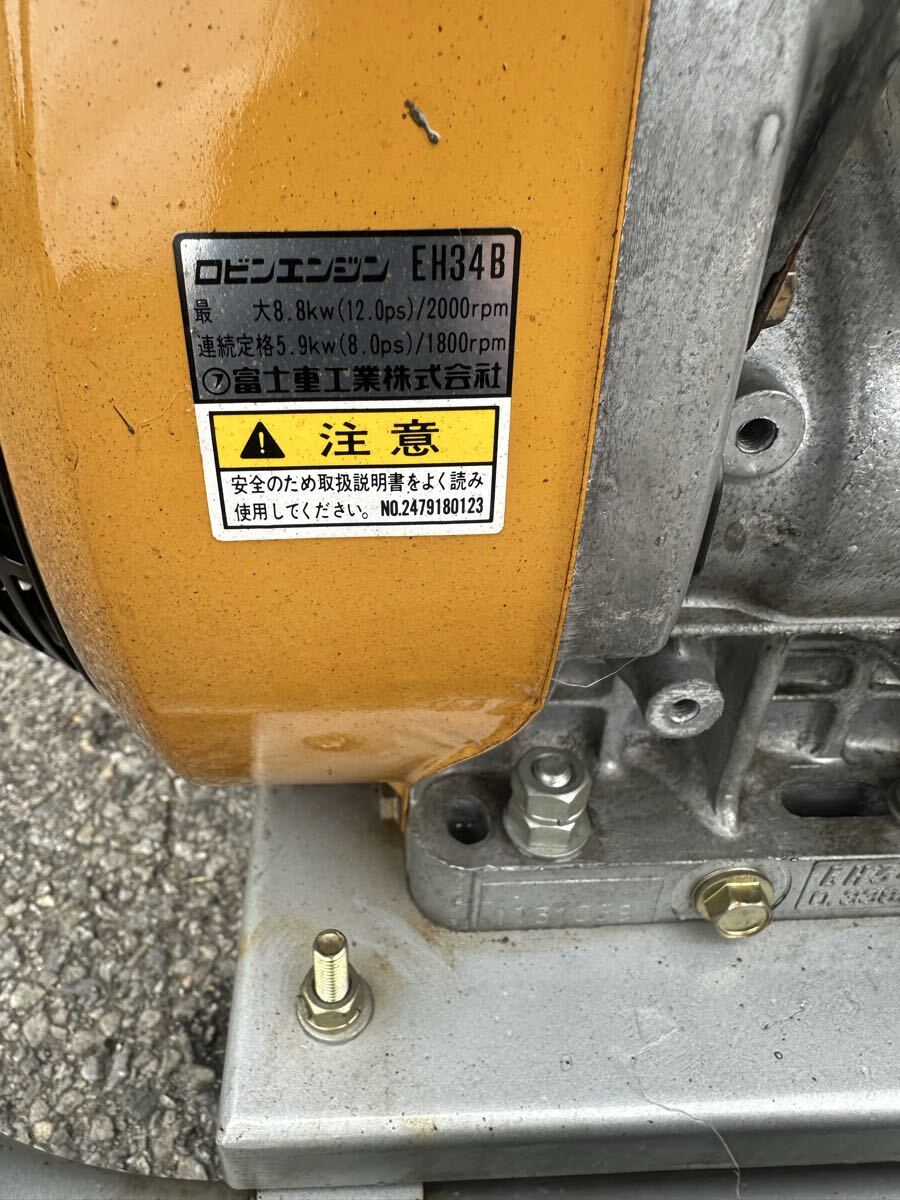 ロビンエンジン EH34B
最 大8.8kw(12.0ps)/2000rpm
連続定格5.9kw(8.0ps)/1800rpm
㋫富士重工業株式会社
注意
安全のため取扱説明書をよく読み
使用してください。 NO.2479180123